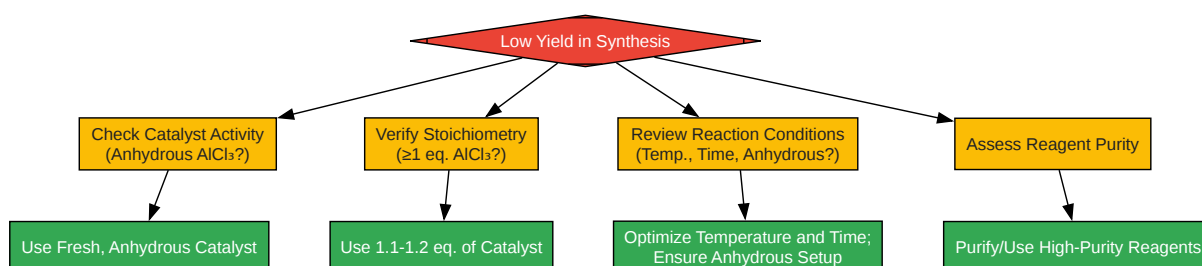 Low Yield in Synthesis
Check Catalyst Activity
(Anhydrous AlCl₃?)
Verify Stoichiometry
(≥1 eq. AlCl₃?)
Review Reaction Conditions
(Temp., Time, Anhydrous?)
Assess Reagent Purity
Use Fresh, Anhydrous Catalyst
Use 1.1-1.2 eq. of Catalyst
Optimize Temperature and Time;
Ensure Anhydrous Setup
Purify/Use High-Purity Reagents